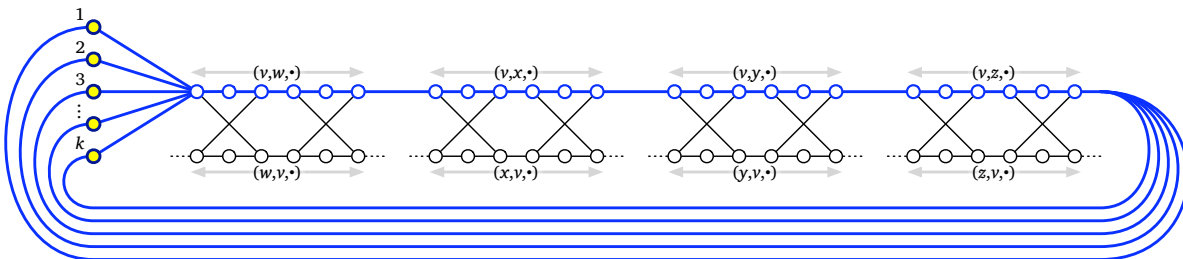 1
2
3
⋮
k
(v,w,•)
(v,x,•)
(v,y,•)
(v,z,•)
(w,v,•)
(x,v,•)
(y,v,•)
(z,v,•)